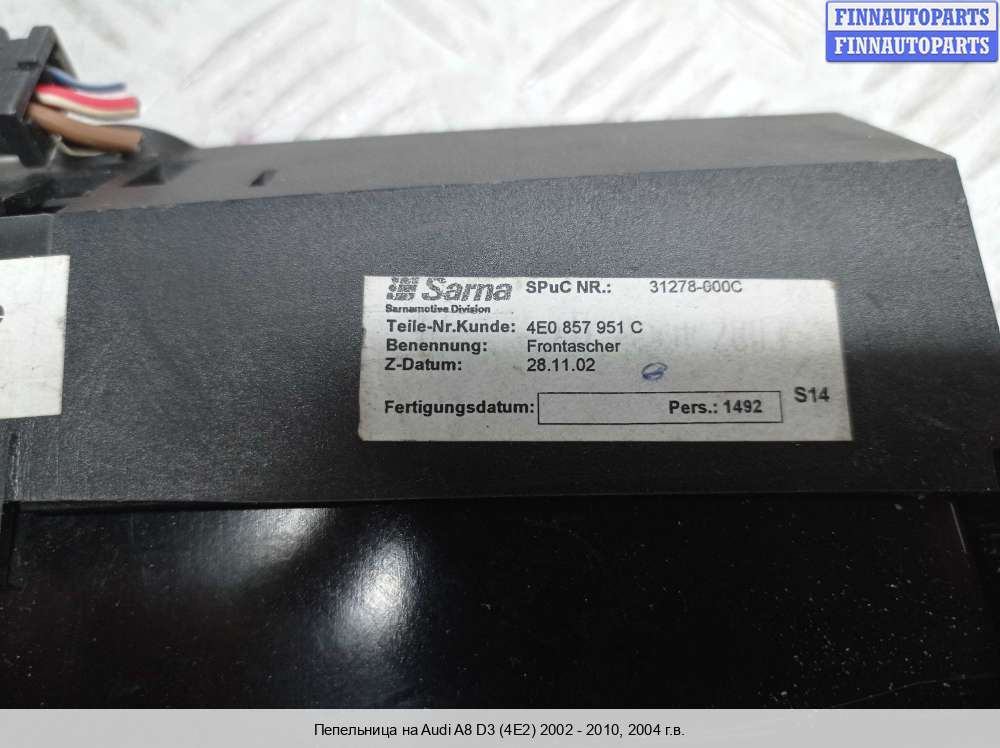 FINNAUTOPARTS
FINNAUTOPARTS
Sarna SPuC NR.: 31278-000C
Sarnamotive Division
Teile-Nr.Kunde: 4E0 857 951 C
Benennung: Frontascher
Z-Datum: 28.11.02
Fertigungsdatum: Pers.: 1492 S14
Пепельница на Audi A8 D3 (4E2) 2002 - 2010, 2004 г.в.